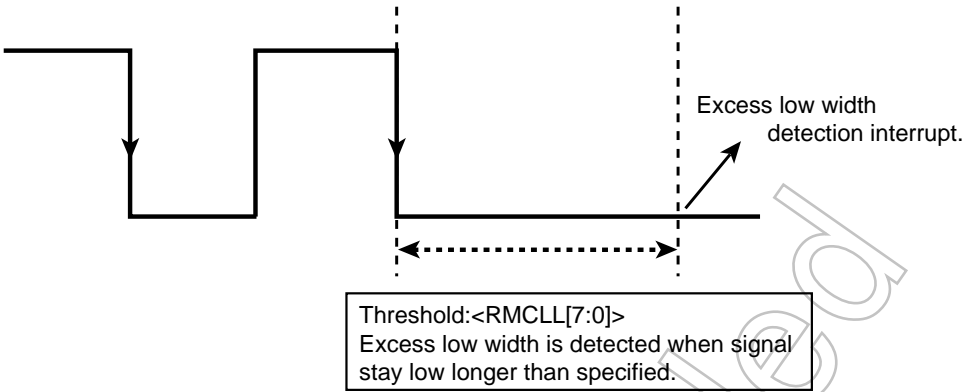 Excess low width
detection interrupt.
Threshold:<RMCLL[7:0]>
Excess low width is detected when signal
stay low longer than specified.